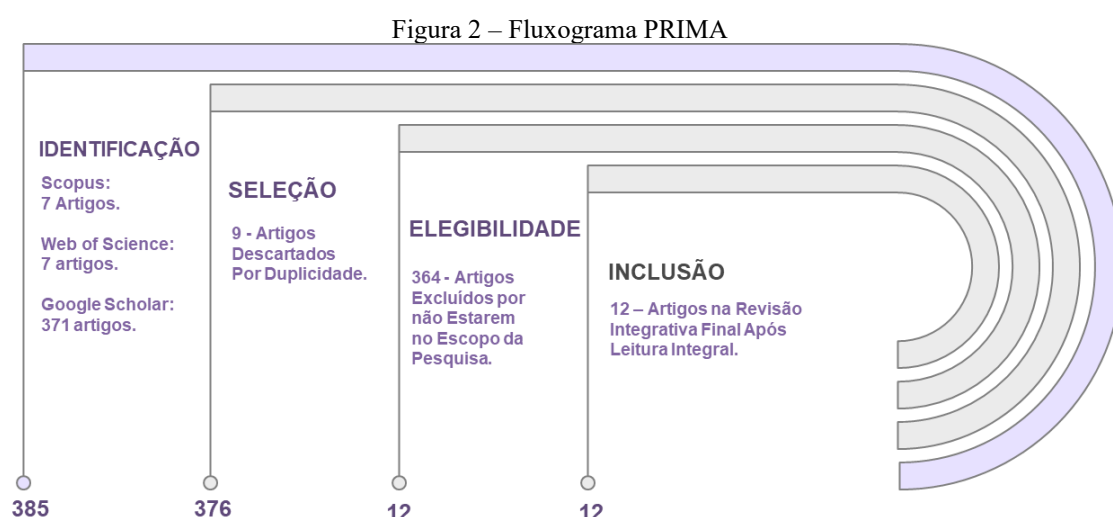 Figura 2 – Fluxograma PRIMA
IDENTIFICAÇÃO
Scopus:
7 Artigos.
Web of Science:
7 artigos.
Google Scholar:
371 artigos.
385
SELEÇÃO
9 - Artigos
Descartados
Por Duplicidade.
376
ELEGIBILIDADE
364 - Artigos
Excluídos por
não Estarem
no Escopo da
Pesquisa.
12
INCLUSÃO
12 – Artigos na Revisão
Integrativa Final Após
Leitura Integral.
12